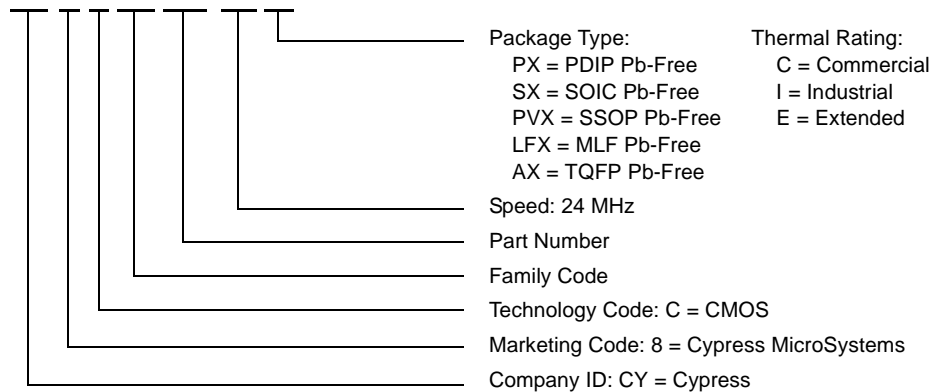 Package Type: Thermal Rating:
PX = PDIP Pb-Free C = Commercial
SX = SOIC Pb-Free I = Industrial
PVX = SSOP Pb-Free E = Extended
LFX = MLF Pb-Free
AX = TQFP Pb-Free
Speed: 24 MHz
Part Number
Family Code
Technology Code: C = CMOS
Marketing Code: 8 = Cypress MicroSystems
Company ID: CY = Cypress